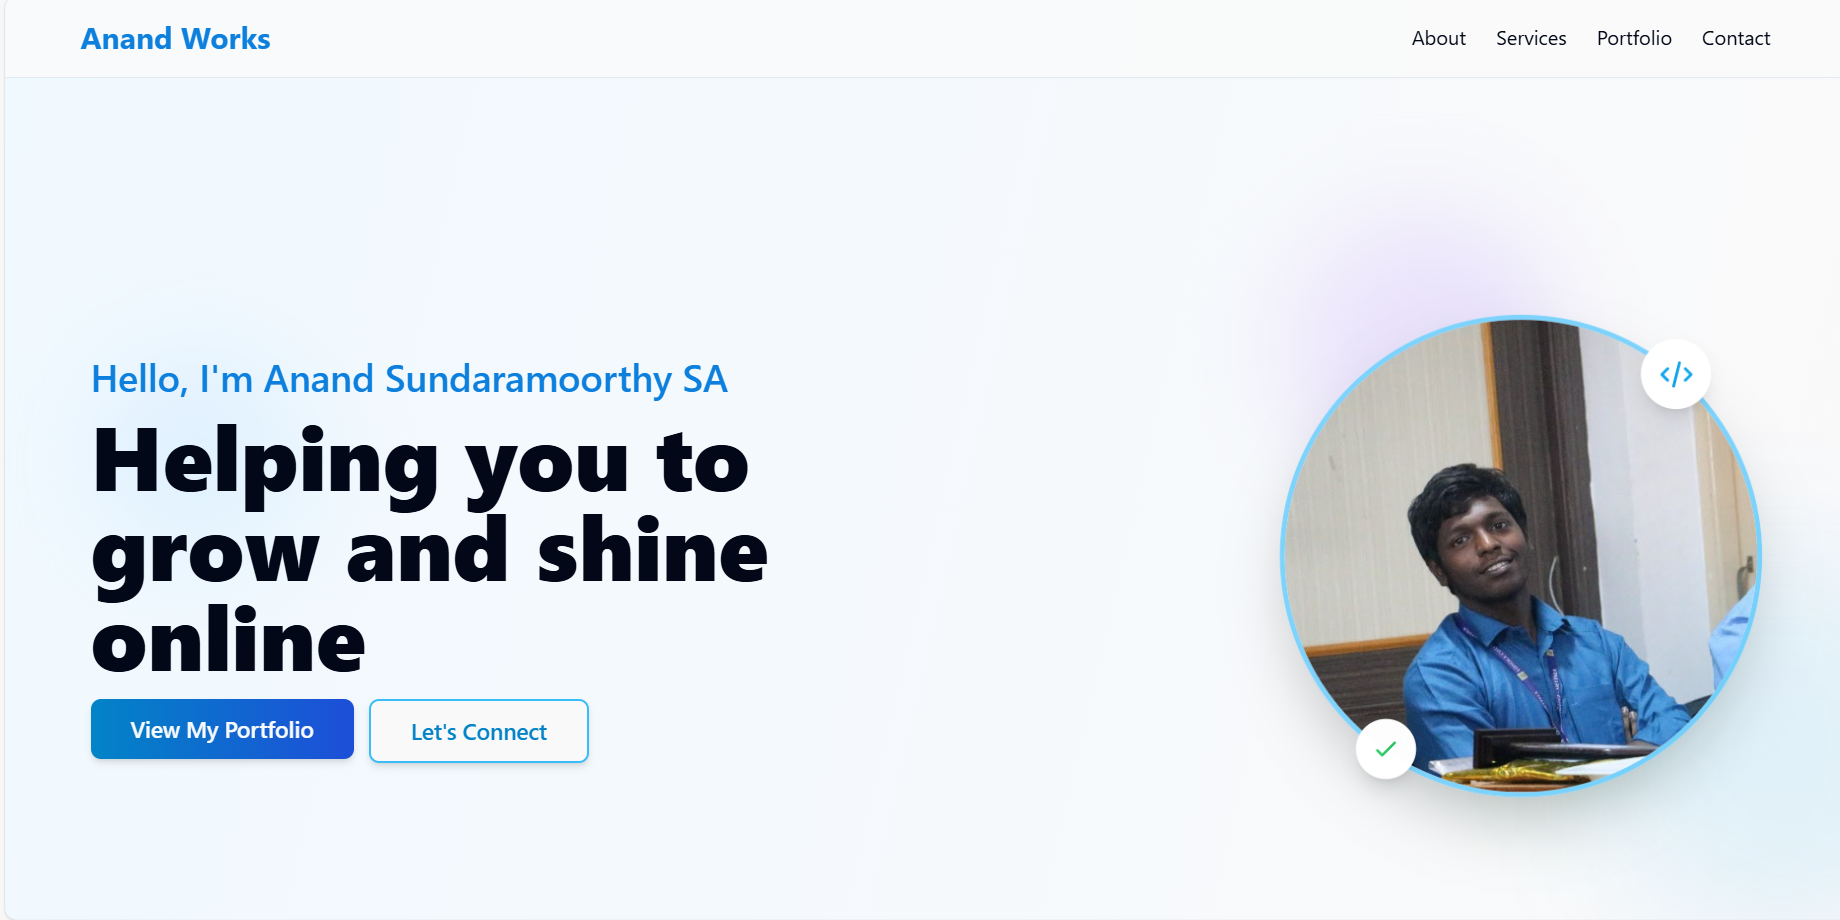 Anand Works
About Services Portfolio Contact
Hello, I'm Anand Sundaramoorthy SA
Helping you to
grow and shine
online
View My Portfolio
Let's Connect